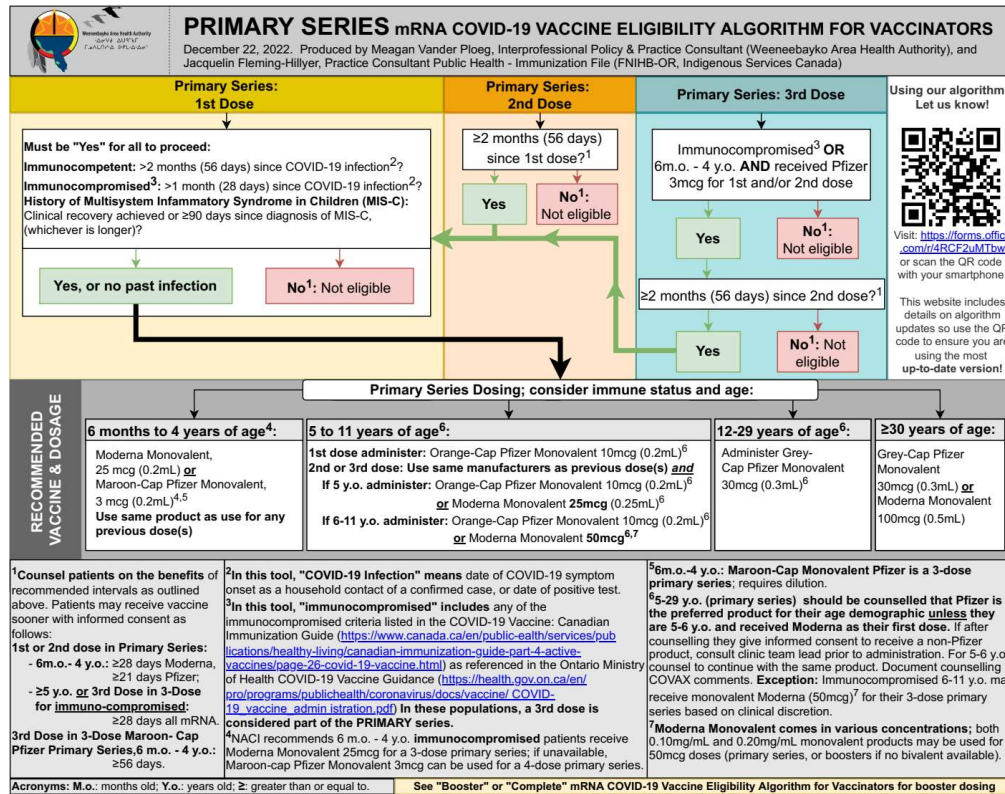 Weeneebayko Area Health Authority
PRIMARY SERIES mRNA COVID-19 VACCINE ELIGIBILITY ALGORITHM FOR VACCINATORS
December 22, 2022. Produced by Meagan Vander Ploeg, Interprofessional Policy & Practice Consultant (Weeneebayko Area Health Authority), and
Jacquelin Fleming-Hillyer, Practice Consultant Public Health - Immunization File (FNIHB-OR, Indigenous Services Canada)
Primary Series:
1st Dose
Must be "Yes" for all to proceed:
Immunocompetent: >2 months (56 days) since COVID-19 infection²?
Immunocompromised³: >1 month (28 days) since COVID-19 infection²?
History of Multisystem Infammatory Syndrome in Children (MIS-C):
Clinical recovery achieved or ≥90 days since diagnosis of MIS-C,
(whichever is longer)?
Yes, or no past infection
No¹: Not eligible
Primary Series:
2nd Dose
≥2 months (56 days)
since 1st dose?¹
Yes
No¹:
Not eligible
Primary Series: 3rd Dose
Immunocompromised³ OR
6m.o. - 4 y.o. AND received Pfizer
3mcg for 1st and/or 2nd dose
Yes
No¹:
Not eligible
≥2 months (56 days) since 2nd dose?¹
Yes
No¹: Not
eligible
Using our algorithm
Let us know!
Visit: https://forms.offic
.com/r/4RCF2uMTbw
or scan the QR code
with your smartphone
This website includes
details on algorithm
updates so use the QR
code to ensure you are
using the most
up-to-date version!
RECOMMENDED
VACCINE & DOSAGE
Primary Series Dosing; consider immune status and age:
6 months to 4 years of age⁴:
Moderna Monovalent,
25 mcg (0.2mL) or
Maroon-Cap Pfizer Monovalent,
3 mcg (0.2mL)⁴,⁵
Use same product as use for any
previous dose(s)
5 to 11 years of age⁶:
1st dose administer: Orange-Cap Pfizer Monovalent 10mcg (0.2mL)⁶
2nd or 3rd dose: Use same manufacturers as previous dose(s) and
If 5 y.o. administer: Orange-Cap Pfizer Monovalent 10mcg (0.2mL)⁶
or Moderna Monovalent 25mcg (0.25mL)⁶
If 6-11 y.o. administer: Orange-Cap Pfizer Monovalent 10mcg (0.2mL)⁶
or Moderna Monovalent 50mcg⁶,⁷
12-29 years of age⁶:
Administer Grey-
Cap Pfizer Monovalent
30mcg (0.3mL)⁶
≥30 years of age:
Grey-Cap Pfizer
Monovalent
30mcg (0.3mL) or
Moderna Monovalent
100mcg (0.5mL)
¹Counsel patients on the benefits of
recommended intervals as outlined
above. Patients may receive vaccine
sooner with informed consent as
follows:
1st or 2nd dose in Primary Series:
- 6m.o.- 4 y.o.: ≥28 days Moderna,
≥21 days Pfizer;
- ≥5 y.o. or 3rd Dose in 3-Dose
for immuno-compromised:
≥28 days all mRNA.
3rd Dose in 3-Dose Maroon- Cap
Pfizer Primary Series,6 m.o. - 4 y.o.:
≥56 days.
²In this tool, "COVID-19 Infection" means date of COVID-19 symptom
onset as a household contact of a confirmed case, or date of positive test.
³In this tool, "immunocompromised" includes any of the
immunocompromised criteria listed in the COVID-19 Vaccine: Canadian
Immunization Guide (https://www.canada.ca/en/public-ealth/services/pub
lications/healthy-living/canadian-immunization-guide-part-4-active-
vaccines/page-26-covid-19-vaccine.html) as referenced in the Ontario Ministry
of Health COVID-19 Vaccine Guidance (https://health.gov.on.ca/en/
pro/programs/publichealth/coronavirus/docs/vaccine/ COVID-
19_vaccine_admin istration.pdf) In these populations, a 3rd dose is
considered part of the PRIMARY series.
⁴NACI recommends 6 m.o. - 4 y.o. immunocompromised patients receive
Moderna Monovalent 25mcg for a 3-dose primary series; if unavailable,
Maroon-cap Pfizer Monovalent 3mcg can be used for a 4-dose primary series.
⁵6m.o.-4 y.o.: Maroon-Cap Monovalent Pfizer is a 3-dose
primary series; requires dilution.
⁶5-29 y.o. (primary series) should be counselled that Pfizer is
the preferred product for their age demographic unless they
are 5-6 y.o. and received Moderna as their first dose. If after
counselling they give informed consent to receive a non-Pfizer
product, consult clinic team lead prior to administration. For 5-6 y.o
counsel to continue with the same product. Document counselling
COVAX comments. Exception: Immunocompromised 6-11 y.o. ma
receive monovalent Moderna (50mcg)⁷ for their 3-dose primary
series based on clinical discretion.
⁷Moderna Monovalent comes in various concentrations; both
0.10mg/mL and 0.20mg/mL monovalent products may be used for
50mcg doses (primary series, or boosters if no bivalent available).
Acronyms: M.o.: months old; Y.o.: years old; ≥: greater than or equal to.
See "Booster" or "Complete" mRNA COVID-19 Vaccine Eligibility Algorithm for Vaccinators for booster dosing